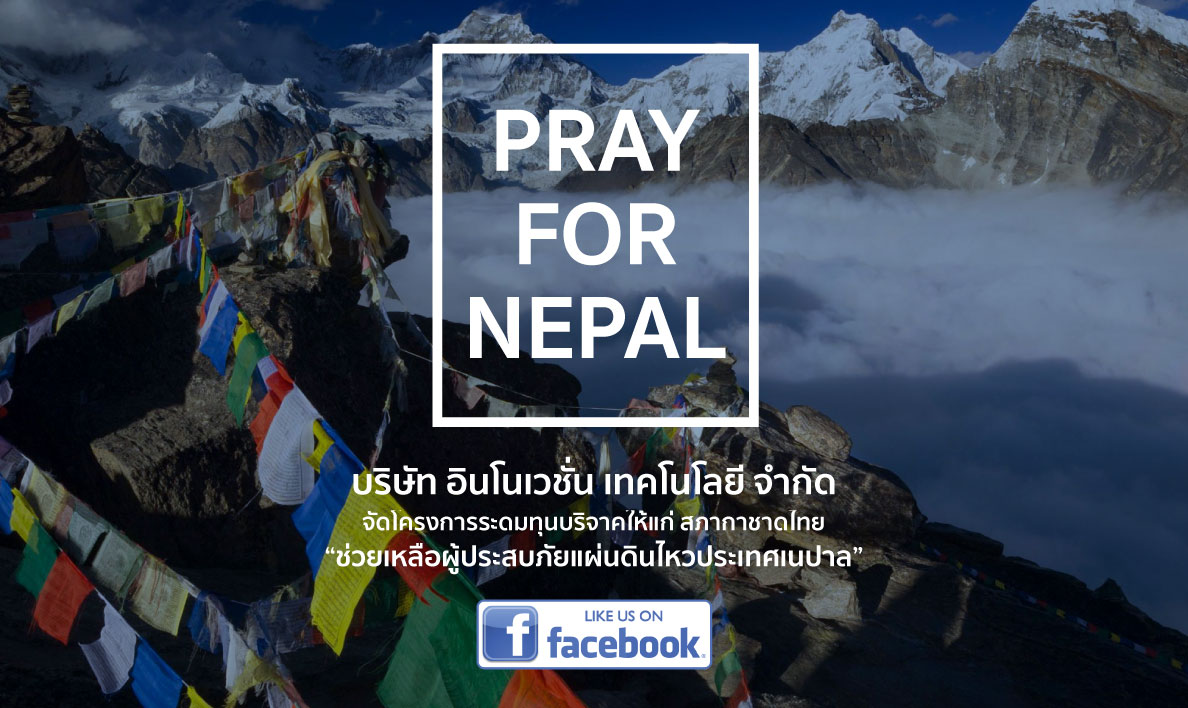 PRAY
FOR
NEPAL
บริษัท อินโนเวชั่น เทคโนโลยี จำกัด
จัดโครงการระดมทุนบริจาคให้แก่ สภากาชาดไทย
“ช่วยเหลือผู้ประสบภัยแผ่นดินไหวประเทศเนปาล”
LIKE US ON
facebook®